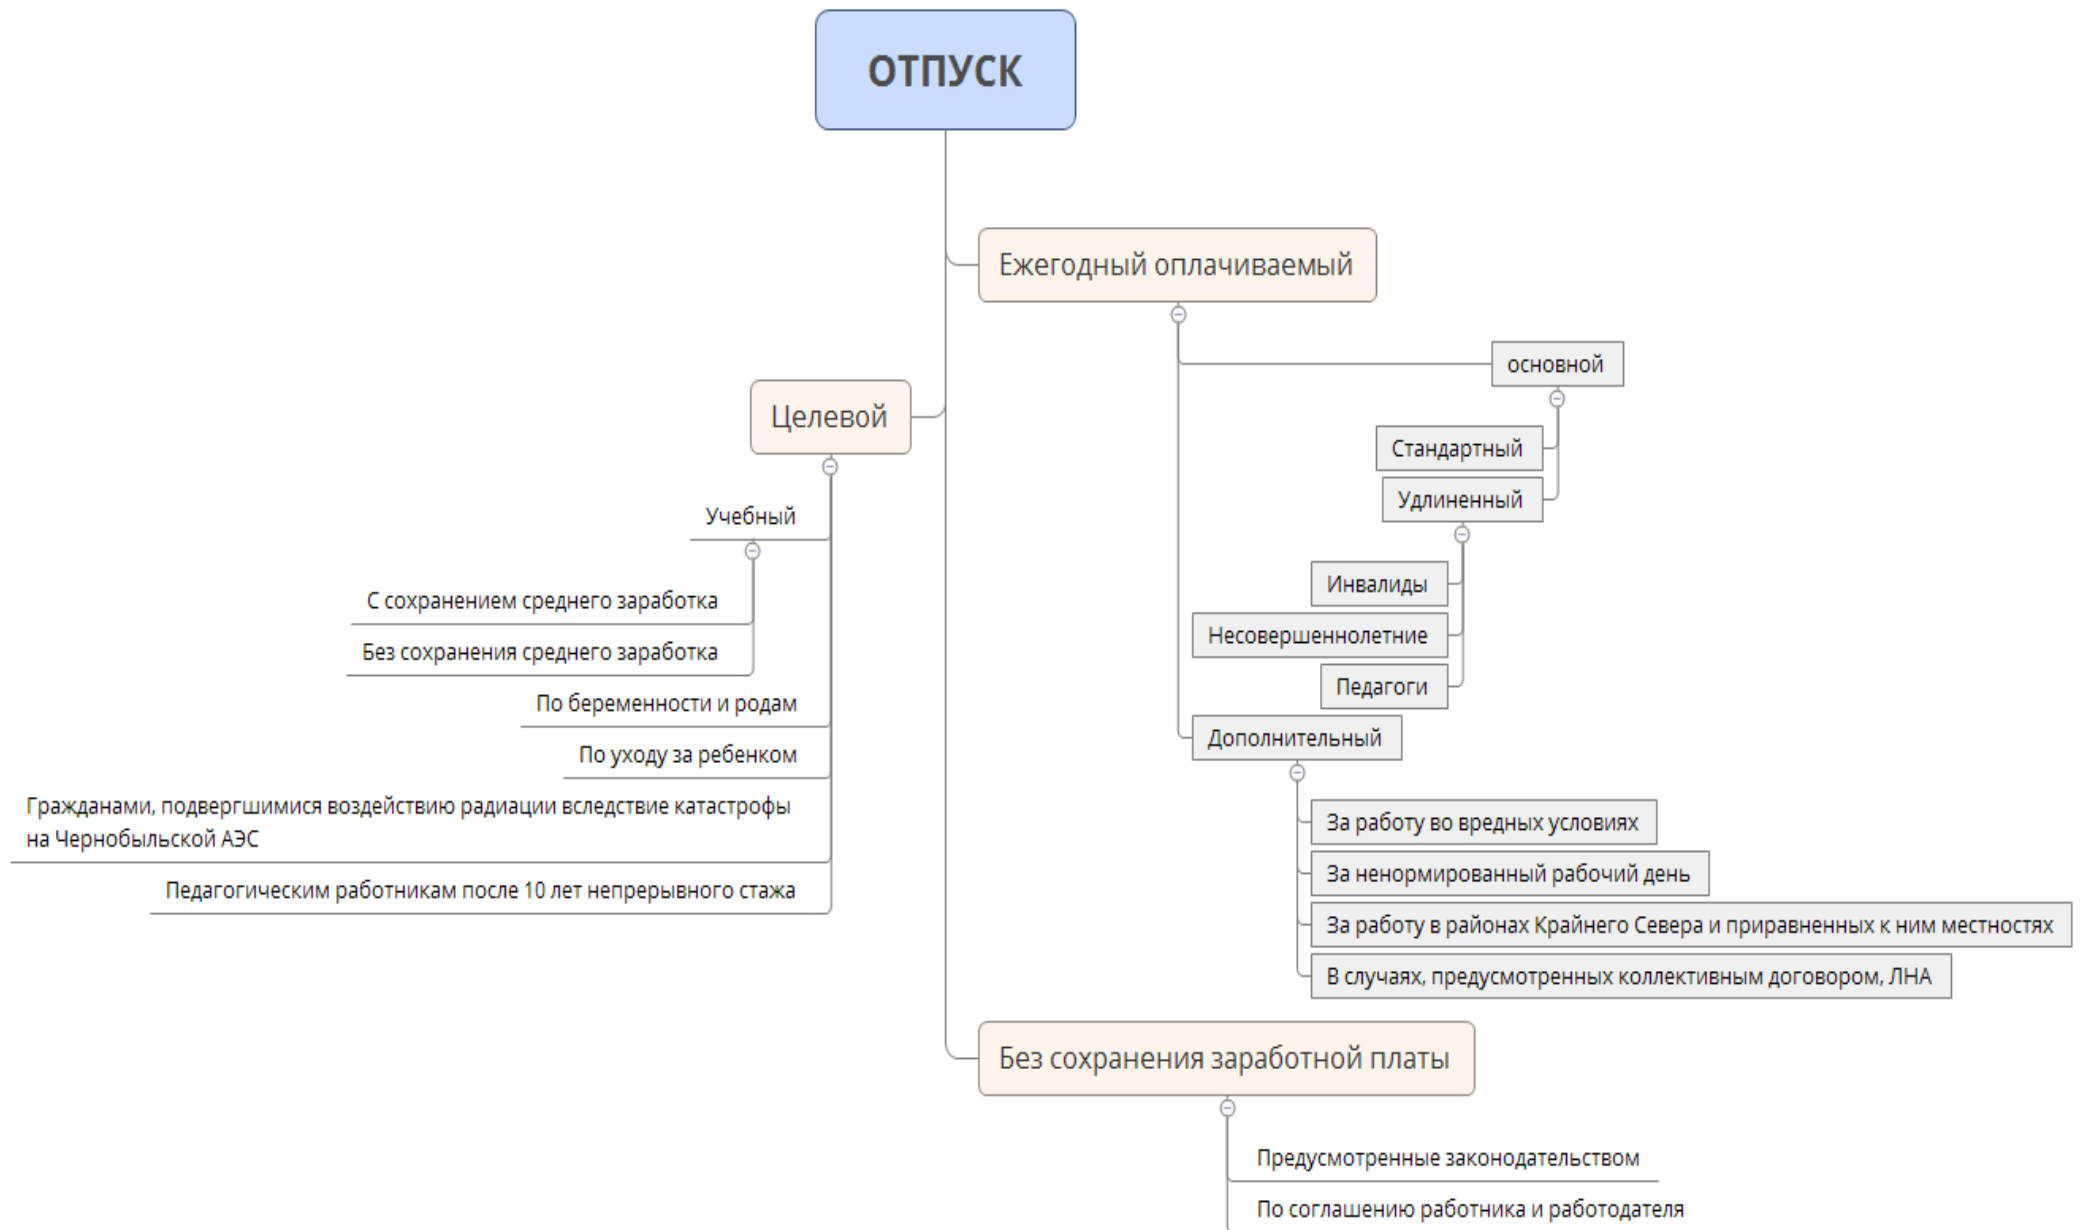 ОТПУСК
Ежегодный оплачиваемый
основной
Стандартный
Удлиненный
Инвалиды
Несовершеннолетние
Педагоги
Дополнительный
За работу во вредных условиях
За ненормированный рабочий день
За работу в районах Крайнего Севера и приравненных к ним местностях
В случаях, предусмотренных коллективным договором, ЛНА
Целевой
Учебный
С сохранением среднего заработка
Без сохранения среднего заработка
По беременности и родам
По уходу за ребенком
Гражданами, подвергшимися воздействию радиации вследствие катастрофы
на Чернобыльской АЭС
Педагогическим работникам после 10 лет непрерывного стажа
Без сохранения заработной платы
Предусмотренные законодательством
По соглашению работника и работодателя